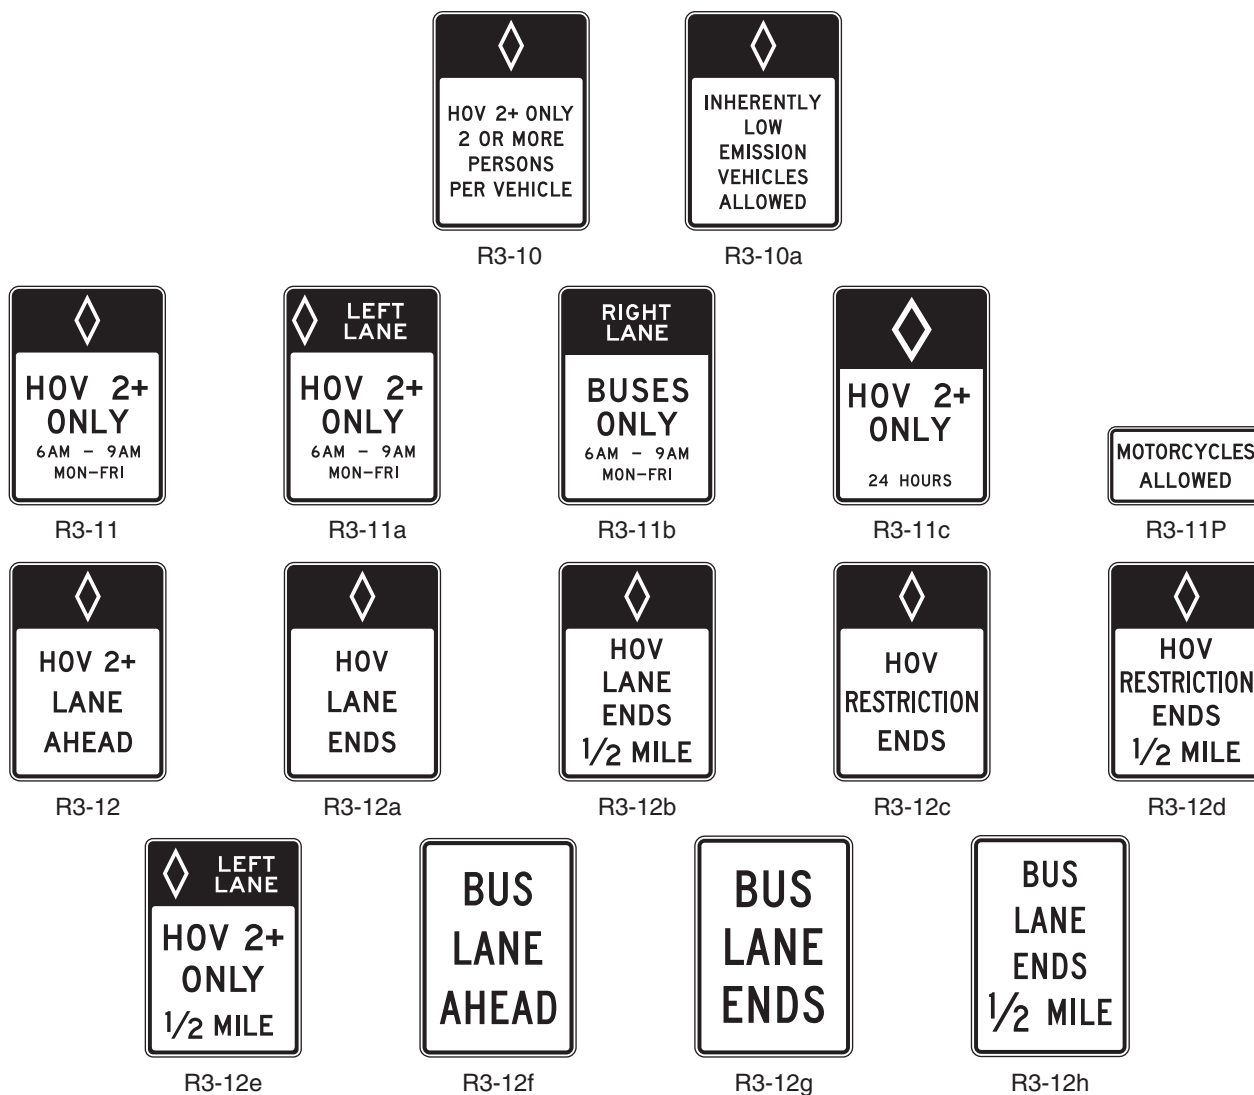 HOV 2+ ONLY
2 OR MORE
PERSONS
PER VEHICLE
R3-10
INHERENTLY
LOW
EMISSION
VEHICLES
ALLOWED
R3-10a
HOV 2+
ONLY
6AM – 9AM
MON–FRI
R3-11
LEFT
LANE
HOV 2+
ONLY
6AM – 9AM
MON–FRI
R3-11a
RIGHT
LANE
BUSES
ONLY
6AM – 9AM
MON–FRI
R3-11b
HOV 2+
ONLY
24 HOURS
R3-11c
MOTORCYCLES
ALLOWED
R3-11P
HOV 2+
LANE
AHEAD
R3-12
HOV
LANE
ENDS
R3-12a
HOV
LANE
ENDS
1/2 MILE
R3-12b
HOV
RESTRICTION
ENDS
R3-12c
HOV
RESTRICTION
ENDS
1/2 MILE
R3-12d
LEFT
LANE
HOV 2+
ONLY
1/2 MILE
R3-12e
BUS
LANE
AHEAD
R3-12f
BUS
LANE
ENDS
R3-12g
BUS
LANE
ENDS
1/2 MILE
R3-12h